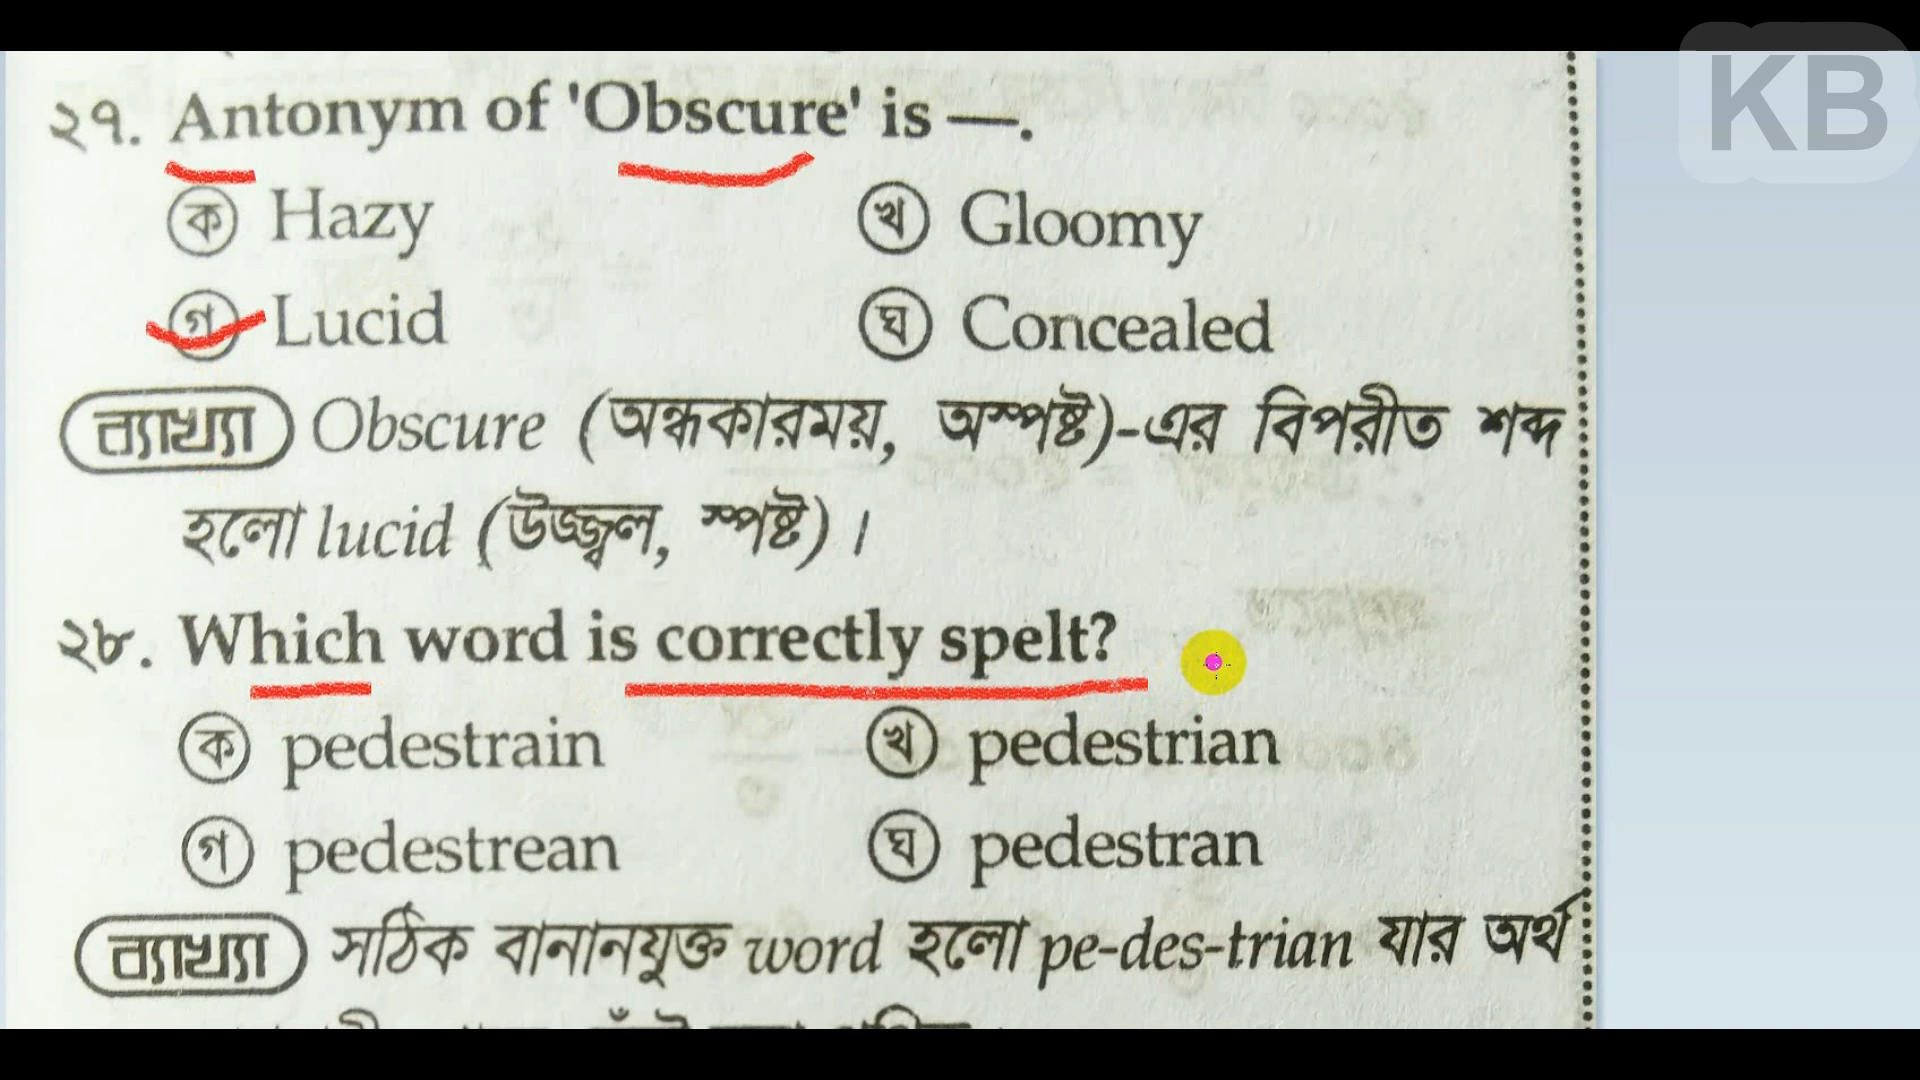 KB
২৭. Antonym of 'Obscure' is —.
ক Hazy খ Gloomy
গ Lucid ঘ Concealed
ব্যাখ্যা Obscure (অন্ধকারময়, অস্পষ্ট)-এর বিপরীত শব্দ
হলো lucid (উজ্জ্বল, স্পষ্ট)।
২৮. Which word is correctly spelt?
ক pedestrain খ pedestrian
গ pedestrean ঘ pedestran
ব্যাখ্যা সঠিক বানানযুক্ত word হলো pe-des-trian যার অর্থ